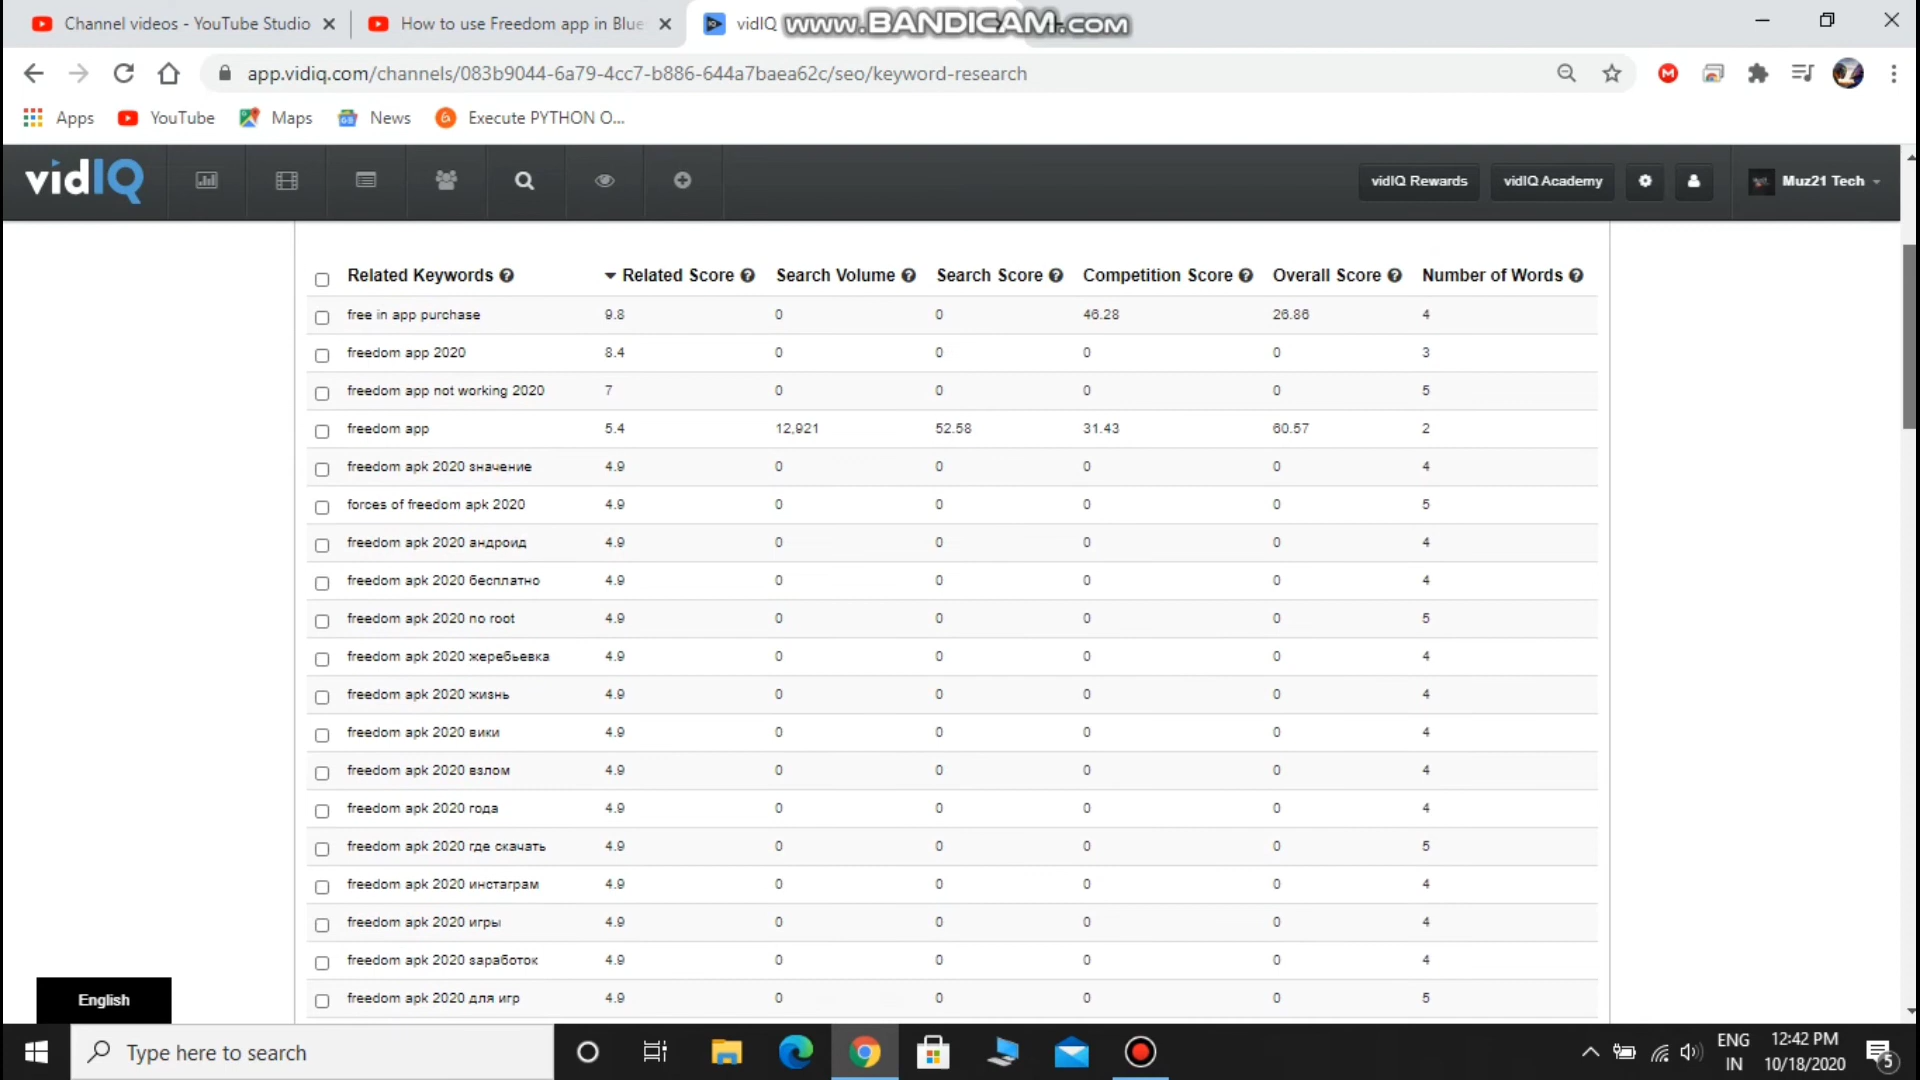 Channel videos - YouTube Studio
How to use Freedom app in Blue
vidIQ
www.BANDICAM.com
app.vidiq.com/channels/083b9044-6a79-4cc7-b886-644a7baea62c/seo/keyword-research
Apps YouTube Maps News Execute PYTHON O...
vidIQ
vidIQ Rewards vidIQ Academy Muz21 Tech
Related Keywords Related Score Search Volume Search Score Competition Score Overall Score Number of Words
free in app purchase 9.8 0 0 46.28 26.86 4
freedom app 2020 8.4 0 0 0 0 3
freedom app not working 2020 7 0 0 0 0 5
freedom app 5.4 12,921 52.58 31.43 60.57 2
freedom apk 2020 значение 4.9 0 0 0 0 4
forces of freedom apk 2020 4.9 0 0 0 0 5
freedom apk 2020 андроид 4.9 0 0 0 0 4
freedom apk 2020 бесплатно 4.9 0 0 0 0 4
freedom apk 2020 no root 4.9 0 0 0 0 5
freedom apk 2020 жеребьевка 4.9 0 0 0 0 4
freedom apk 2020 жизнь 4.9 0 0 0 0 4
freedom apk 2020 вики 4.9 0 0 0 0 4
freedom apk 2020 взлом 4.9 0 0 0 0 4
freedom apk 2020 года 4.9 0 0 0 0 4
freedom apk 2020 где скачать 4.9 0 0 0 0 5
freedom apk 2020 инстаграм 4.9 0 0 0 0 4
freedom apk 2020 игры 4.9 0 0 0 0 4
freedom apk 2020 заработок 4.9 0 0 0 0 4
freedom apk 2020 для игр 4.9 0 0 0 0 5
English
Type here to search
ENG
IN
12:42 PM
10/18/2020
5